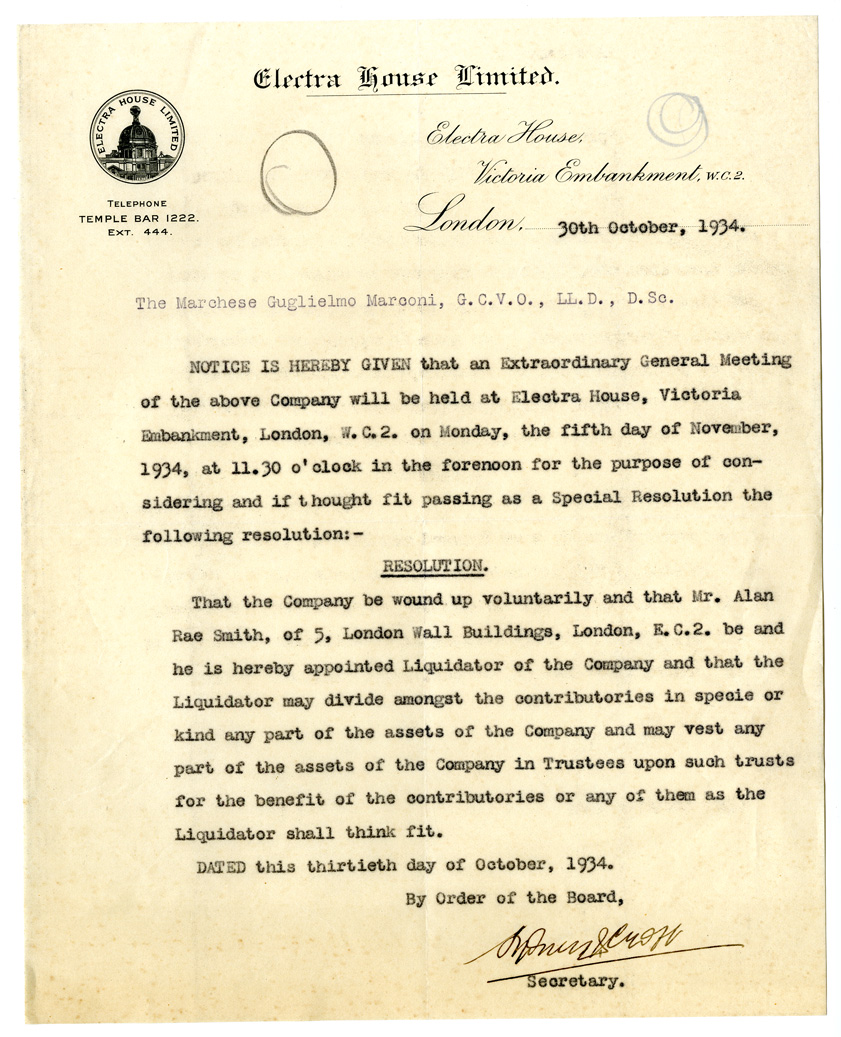 Electra House Limited.
ELECTRA HOUSE LIMITED
TELEPHONE
TEMPLE BAR 1222.
EXT. 444.
Electra House,
Victoria Embankment, W.C.2.
London, 30th October, 1934.
The Marchese Guglielmo Marconi, G.C.V.O., LL.D., D.Sc.
NOTICE IS HEREBY GIVEN that an Extraordinary General Meeting
of the above Company will be held at Electra House, Victoria
Embankment, London, W.C.2. on Monday, the fifth day of November,
1934, at 11.30 o'clock in the forenoon for the purpose of con-
sidering and if thought fit passing as a Special Resolution the
following resolution:-
RESOLUTION.
That the Company be wound up voluntarily and that Mr. Alan
Rae Smith, of 5, London Wall Buildings, London, E.C.2. be and
he is hereby appointed Liquidator of the Company and that the
Liquidator may divide amongst the contributories in specie or
kind any part of the assets of the Company and may vest any
part of the assets of the Company in Trustees upon such trusts
for the benefit of the contributories or any of them as the
Liquidator shall think fit.
DATED this thirtieth day of October, 1934.
By Order of the Board,
Secretary.